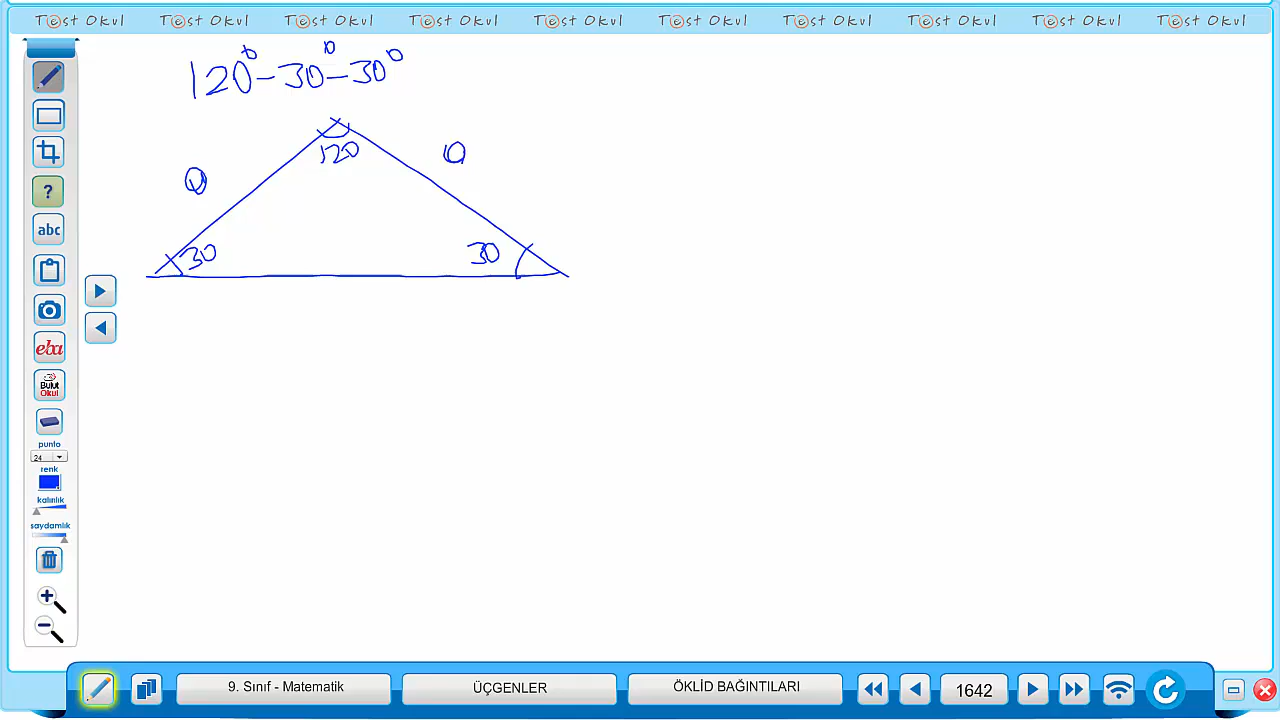 Test Okul Test Okul Test Okul Test Okul Test Okul Test Okul Test Okul Test Okul Test Okul Test Okul
120° - 30° - 30°
120
30
30
?
abc
eba
Bulut
Okul
punto
24
renk
kalınlık
saydamlık
9. Sınıf - Matematik
ÜÇGENLER
ÖKLİD BAĞINTILARI
1642